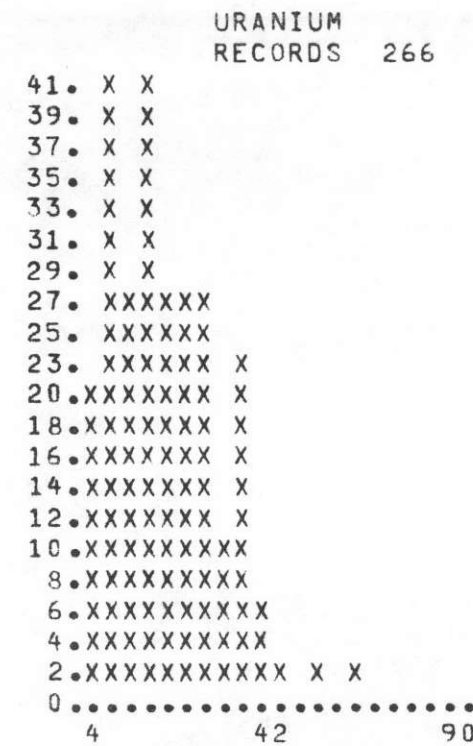 URANIUM
RECORDS 266
41. X X
39. X X
37. X X
35. X X
33. X X
31. X X
29. X X
27. XXXXXX
25. XXXXXX
23. XXXXXX X
20.XXXXXXX X
18.XXXXXXX X
16.XXXXXXX X
14.XXXXXXX X
12.XXXXXXX X
10.XXXXXXXXX
8.XXXXXXXXX
6.XXXXXXXXXX
4.XXXXXXXXXX
2.XXXXXXXXXXX X X
0......................
4 42 90